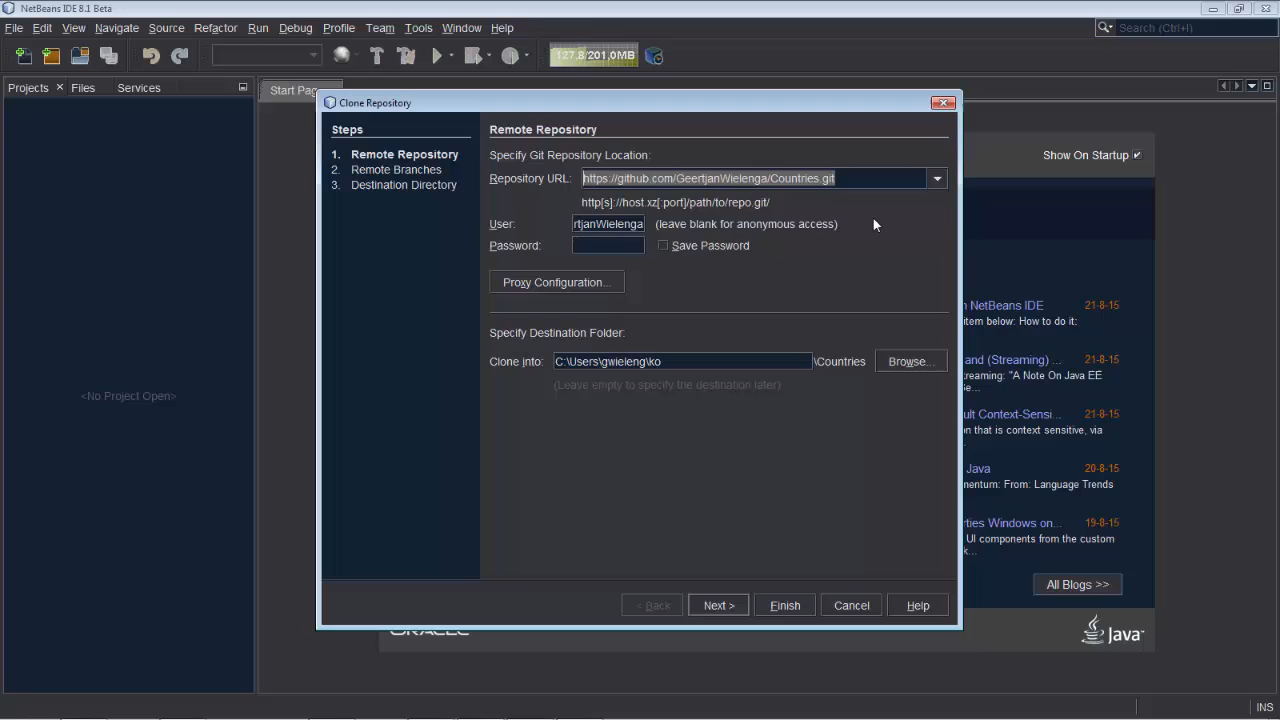 NetBeans IDE 8.1 Beta
File Edit View Navigate Source Refactor Run Debug Profile Team Tools Window Help
Search (Ctrl+I)
127,8/201,0MB
Projects Files Services
Start Pag
Clone Repository
Steps
1. Remote Repository
2. Remote Branches
3. Destination Directory
Remote Repository
Specify Git Repository Location:
Repository URL: https://github.com/GeertjanWielenga/Countries.git
http[s]://host.xz[:port]/path/to/repo.git/
User: rtjanWielenga (leave blank for anonymous access)
Password: Save Password
Proxy Configuration...
Specify Destination Folder:
Clone into: C:\Users\gwieleng\ko \Countries Browse...
(Leave empty to specify the destination later)
< Back Next > Finish Cancel Help
<No Project Open>
Show On Startup
n NetBeans IDE 21-8-15
item below: How to do it:
and (Streaming) ... 21-8-15
treaming: "A Note On Java EE
Se...
ult Context-Sensi... 21-8-15
on that is context sensitive, via
Java 20-8-15
mentum: From: Language Trends
rties Windows on... 19-8-15
UI components from the custom
k...
All Blogs >>
ORACLE
Java
INS